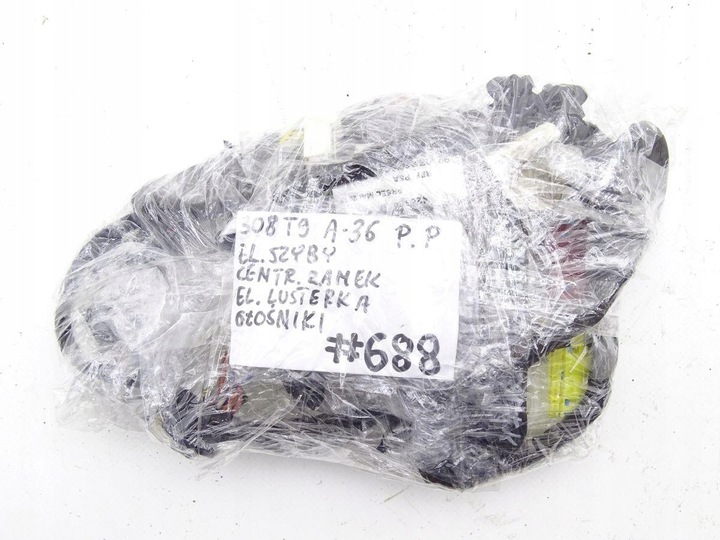 308 T9 A-36 P.P
EL. SZYBY
CENTR. ZAMEK
EL. LUSTERKA
GŁOŚNIKI
#688